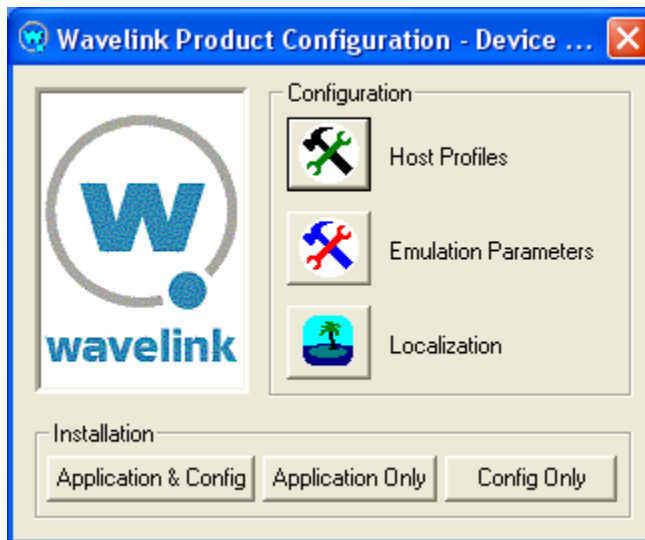 Wavelink Product Configuration - Device ...
Configuration
Host Profiles
Emulation Parameters
Localization
w
wavelink
Installation
Application & Config
Application Only
Config Only